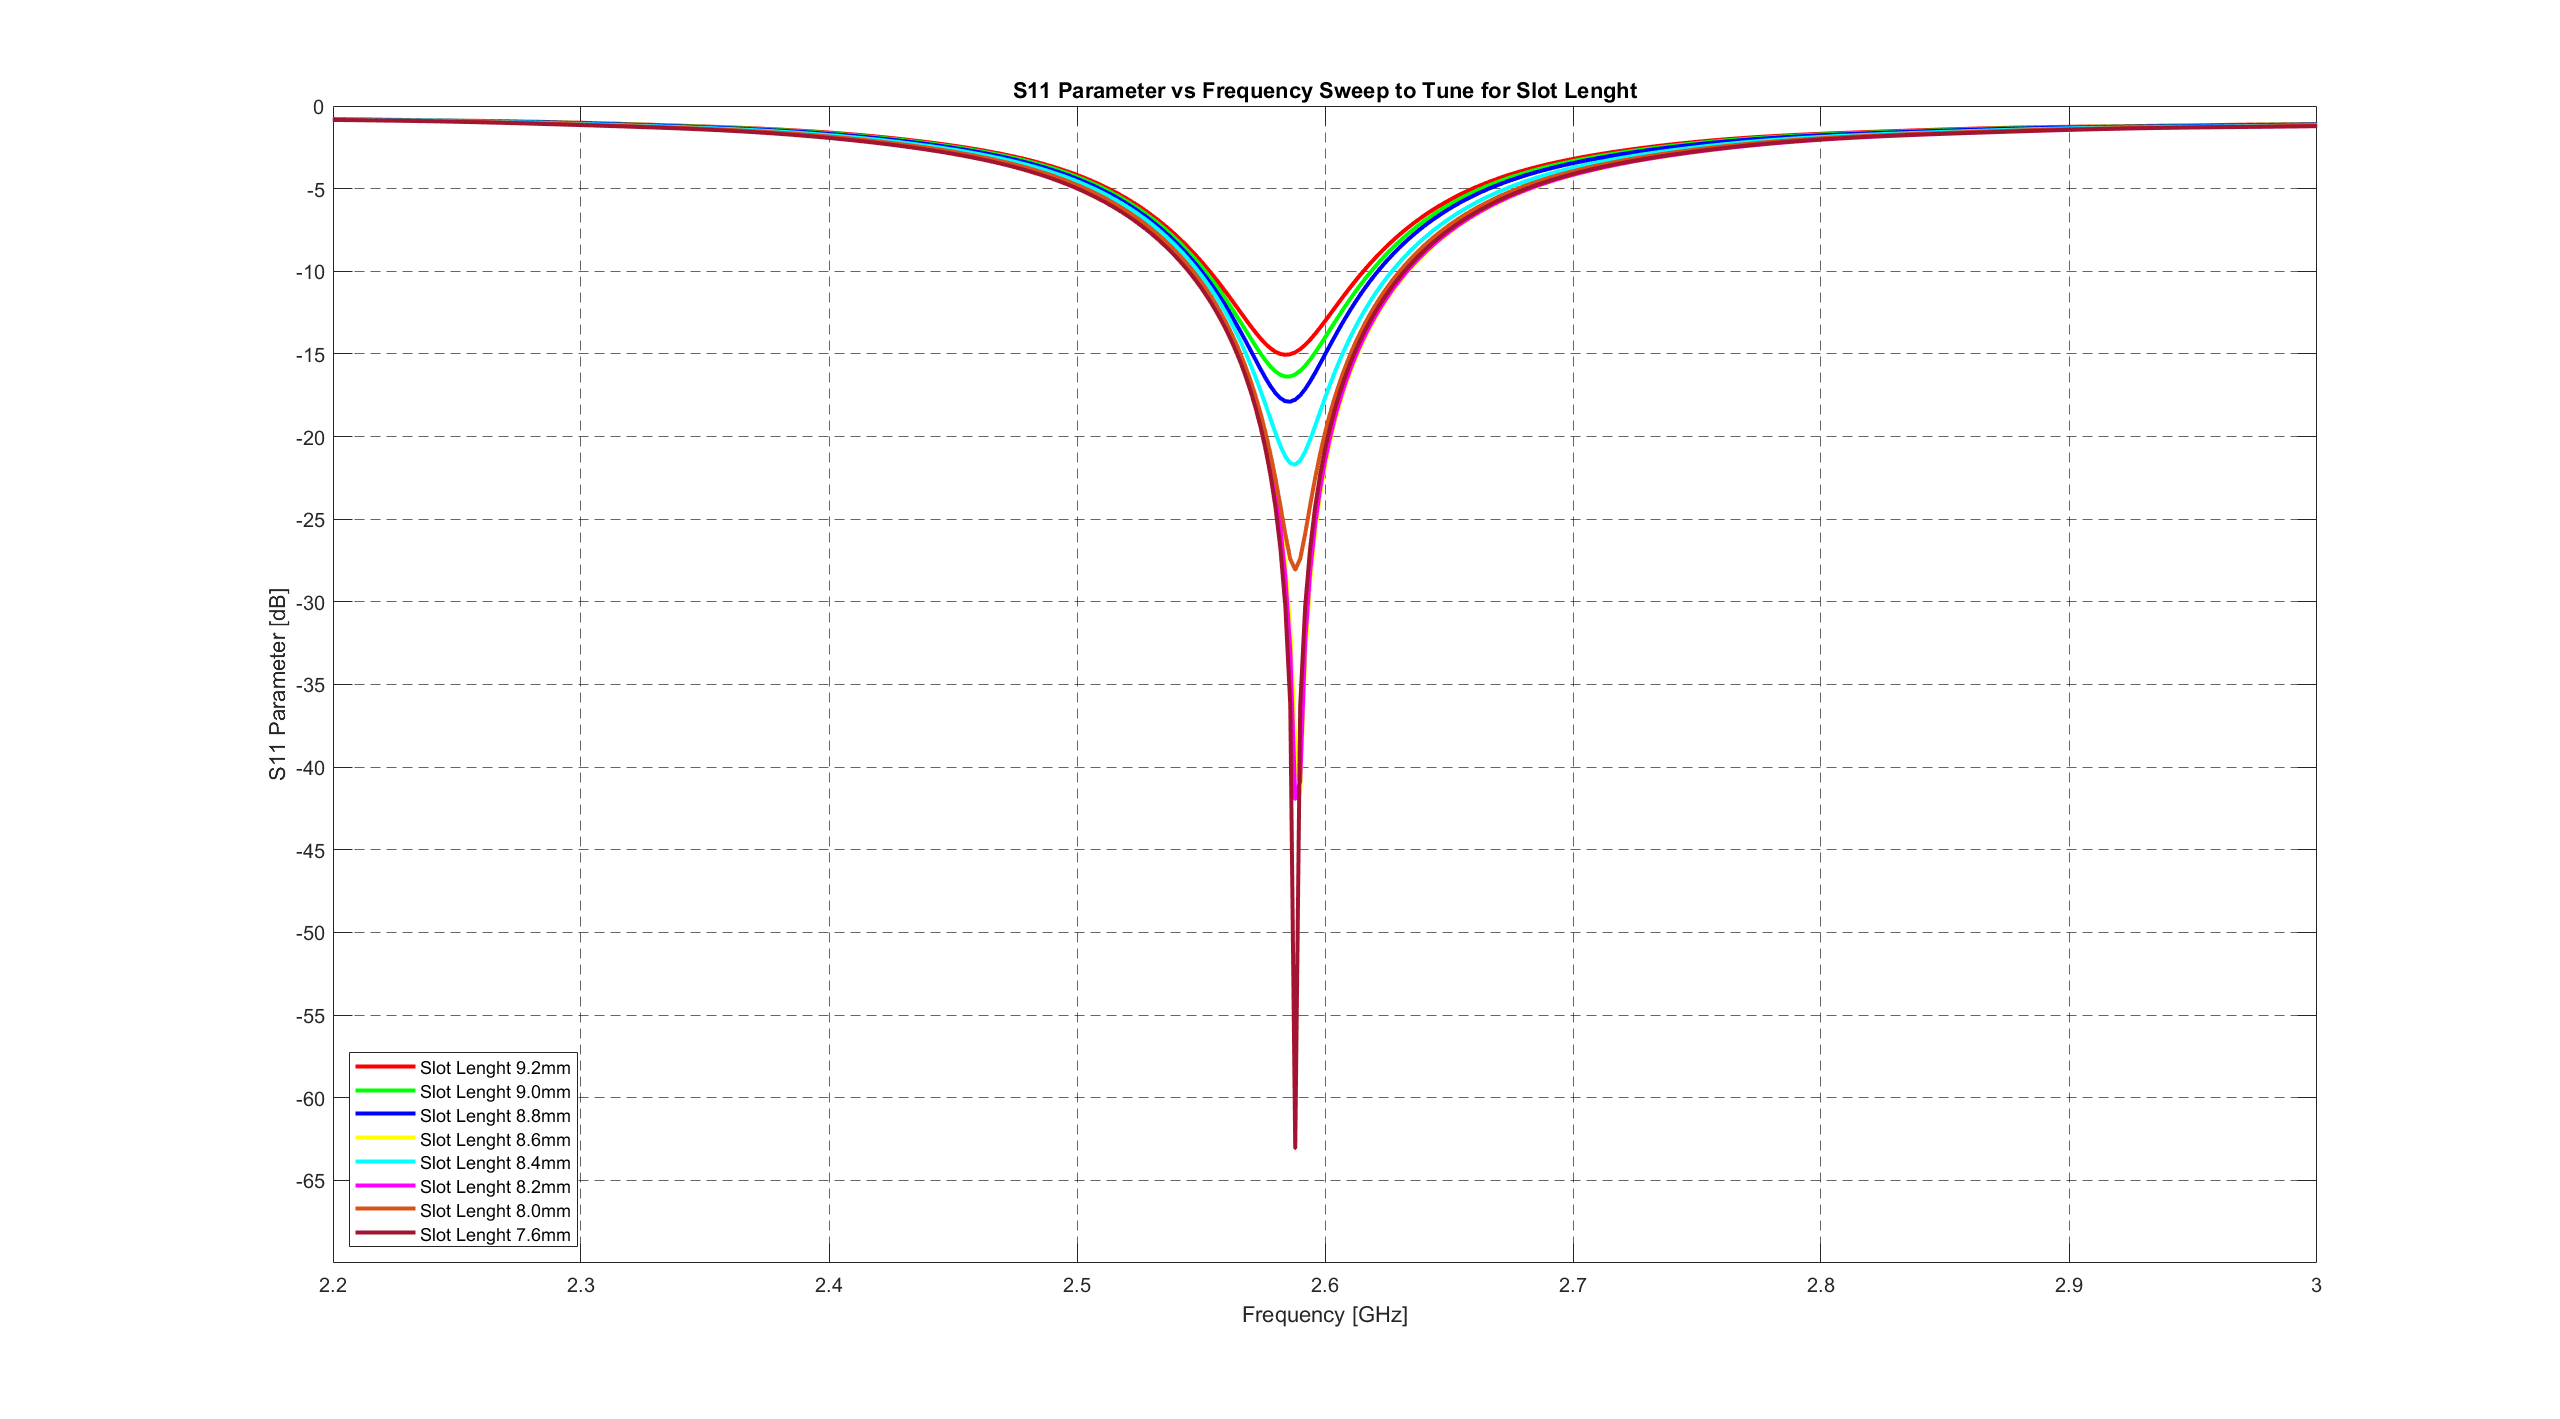 S11 Parameter vs Frequency Sweep to Tune for Slot Lenght
0
-5
-10
-15
-20
-25
-30
-35
-40
-45
-50
-55
-60
-65
S11 Parameter [dB]
Slot Lenght 9.2mm
Slot Lenght 9.0mm
Slot Lenght 8.8mm
Slot Lenght 8.6mm
Slot Lenght 8.4mm
Slot Lenght 8.2mm
Slot Lenght 8.0mm
Slot Lenght 7.6mm
2.2 2.3 2.4 2.5 2.6 2.7 2.8 2.9 3
Frequency [GHz]